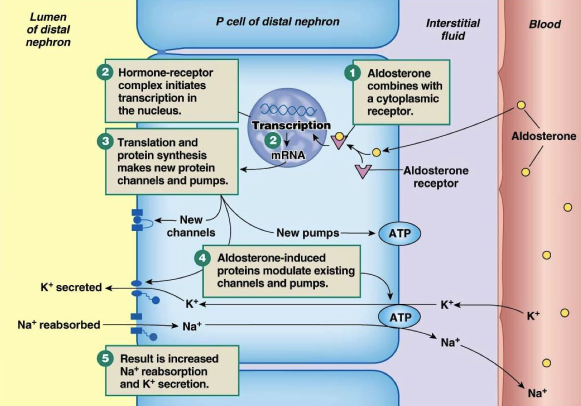 Lumen
of distal
nephron
P cell of distal nephron
Interstitial
fluid
Blood
2 Hormone-receptor
complex initiates
transcription in
the nucleus.
1 Aldosterone
combines with
a cytoplasmic
receptor.
Transcription
2
mRNA
Aldosterone
Aldosterone
receptor
3 Translation and
protein synthesis
makes new protein
channels and pumps.
New
channels
New pumps
ATP
4 Aldosterone-induced
proteins modulate existing
channels and pumps.
K⁺ secreted
K⁺
ATP
K⁺
K⁺
Na⁺ reabsorbed
Na⁺
Na⁺
Na⁺
5 Result is increased
Na⁺ reabsorption
and K⁺ secretion.